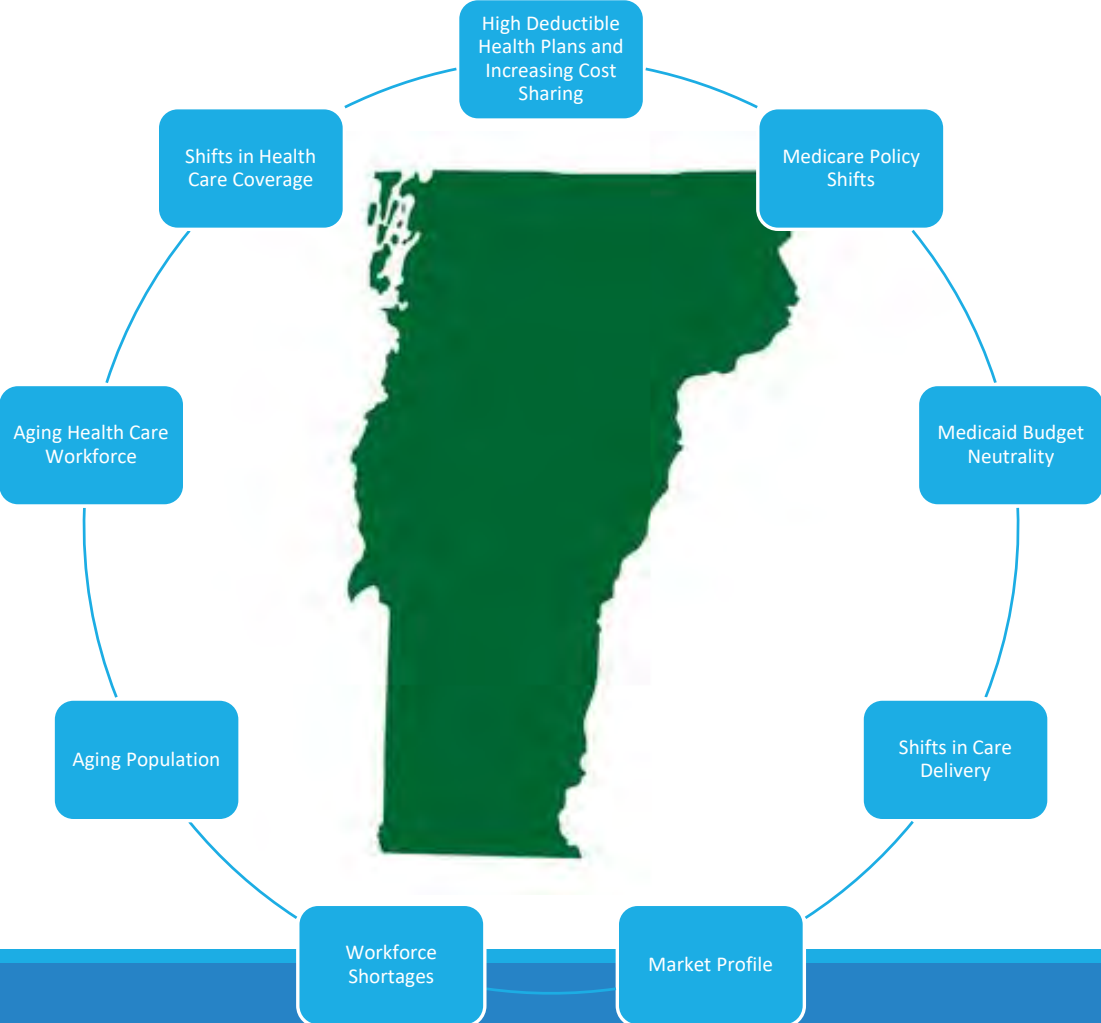 High Deductible
Health Plans and
Increasing Cost
Sharing
Medicare Policy
Shifts
Medicaid Budget
Neutrality
Shifts in Care
Delivery
Market Profile
Workforce
Shortages
Aging Population
Aging Health Care
Workforce
Shifts in Health
Care Coverage